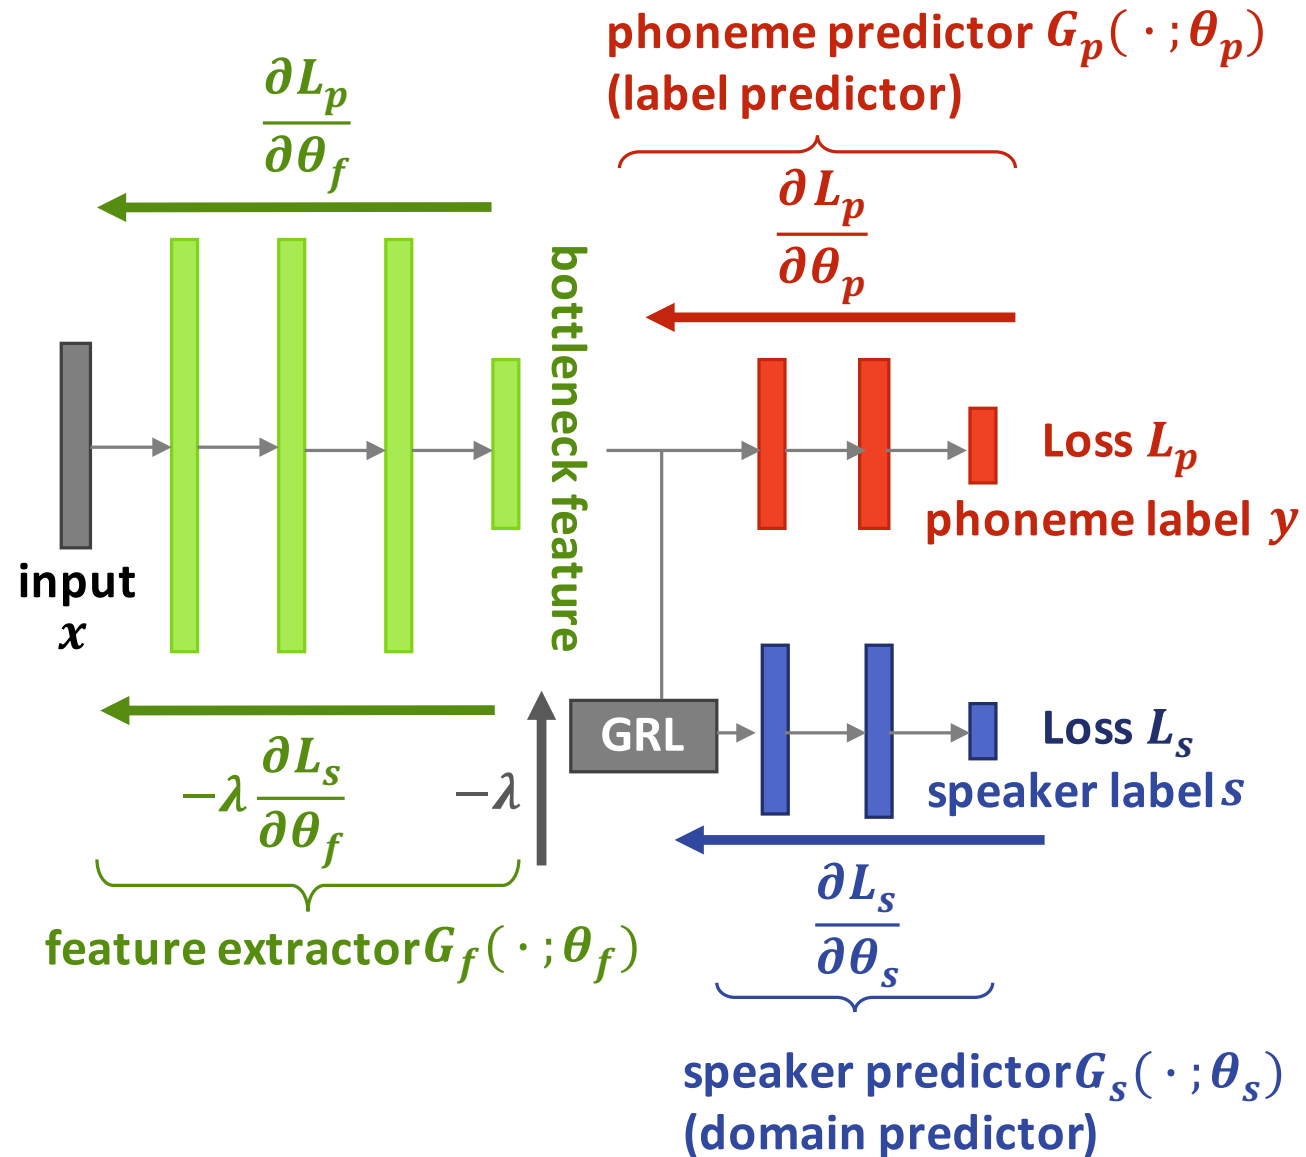 phoneme predictor G_p( · ; θ_p)
(label predictor)
∂L_p
∂θ_f
∂L_p
∂θ_p
bottleneck feature
Loss L_p
phoneme label y
input
x
GRL
Loss L_s
speaker label s
−λ ∂L_s
∂θ_f
−λ
∂L_s
∂θ_s
feature extractor G_f( · ; θ_f)
speaker predictor G_s( · ; θ_s)
(domain predictor)